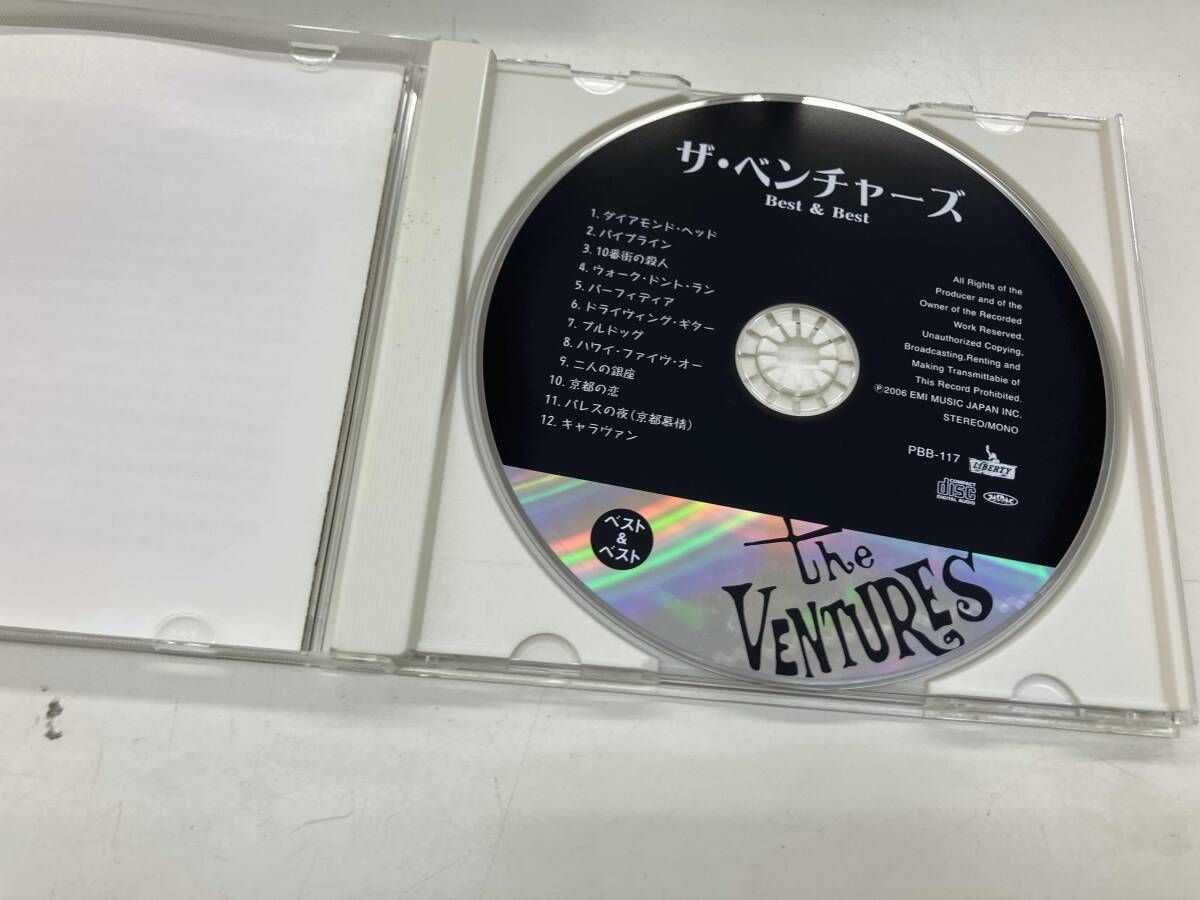 ザ・ベンチャーズ
Best & Best
1. ダイアモンド・ヘッド
2. パイプライン
3. 10番街の殺人
4. ウォーク・ドント・ラン
5. パーフィディア
6. ドライヴィング・ギター
7. ブルドッグ
8. ハワイ・ファイヴ・オー
9. 二人の銀座
10. 京都の恋
11. パレスの夜(京都慕情)
12. キャラヴァン
All Rights of the
Producer and of the
Owner of the Recorded
Work Reserved.
Unauthorized Copying,
Broadcasting.Renting and
Making Transmittabie of
This Record Prohibited.
Ⓟ2006 EMI MUSIC JAPAN INC.
STEREO/MONO
PBB-117
LIBERTY
COMPACT
disc
DIGITAL AUDIO
JASRAC
ベスト
&
ベスト
the
VENTURES